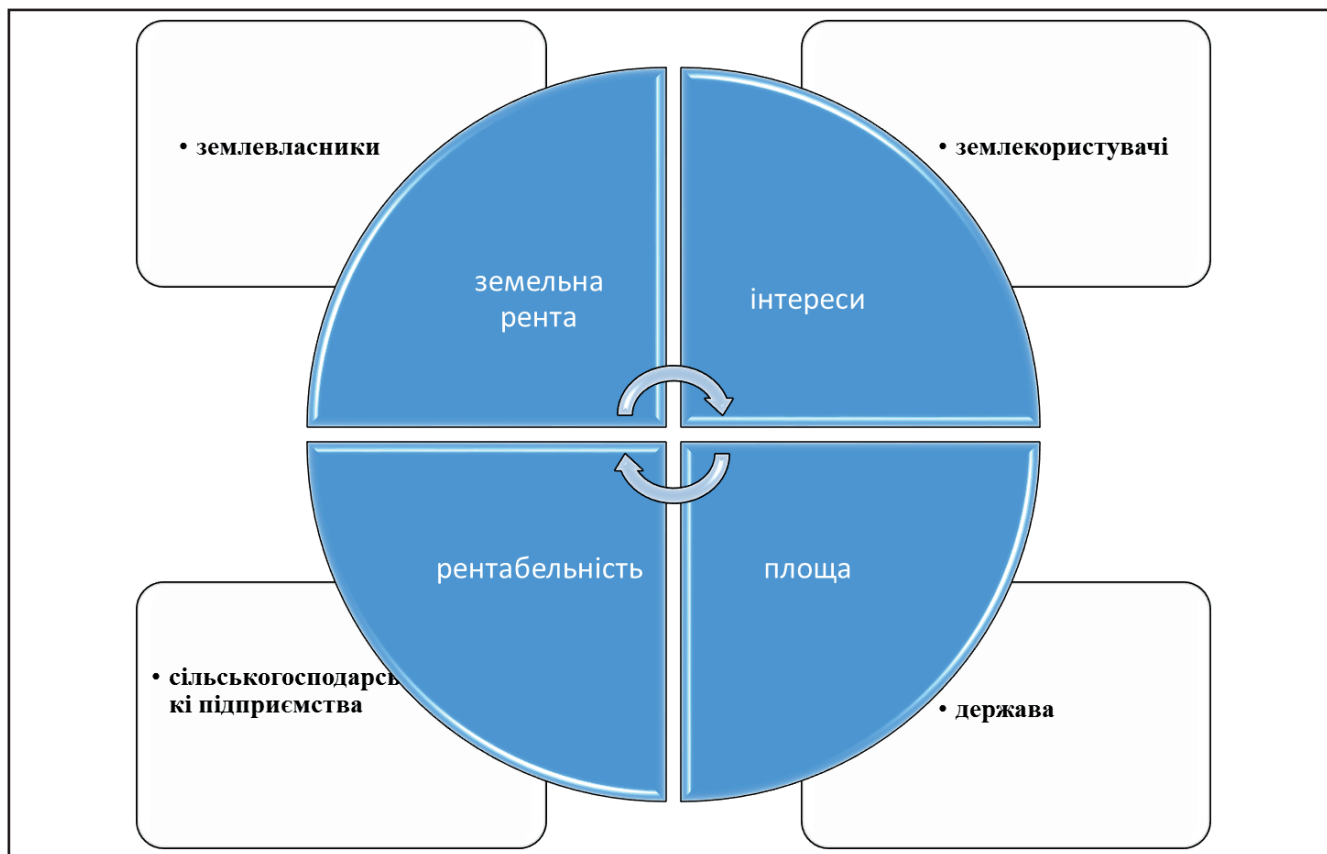 • землевласники
• землекористувачі
земельна
рента
інтереси
рентабельність
площа
• сільськогосподарсь
кі підприємства
• держава